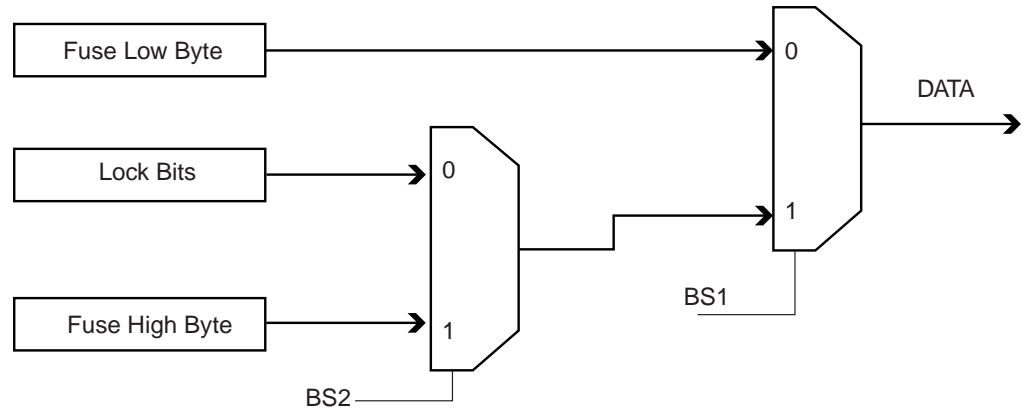 Fuse Low Byte
0
DATA
Lock Bits
0
1
BS1
Fuse High Byte
1
BS2